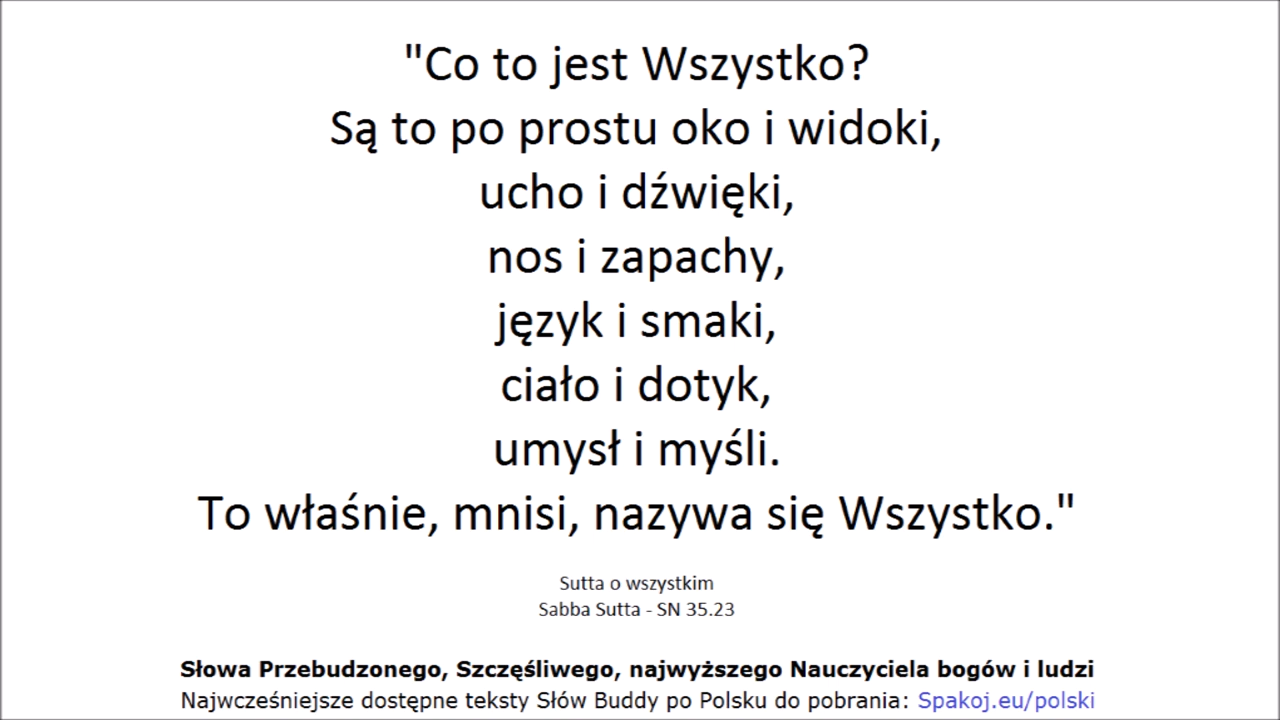 "Co to jest Wszystko?
Są to po prostu oko i widoki,
ucho i dźwięki,
nos i zapachy,
język i smaki,
ciało i dotyk,
umysł i myśli.
To właśnie, mnisi, nazywa się Wszystko."
Sutta o wszystkim
Sabba Sutta - SN 35.23
Słowa Przebudzonego, Szczęśliwego, najwyższego Nauczyciela bogów i ludzi
Najwcześniejsze dostępne teksty Słów Buddy po Polsku do pobrania: Spakoj.eu/polski